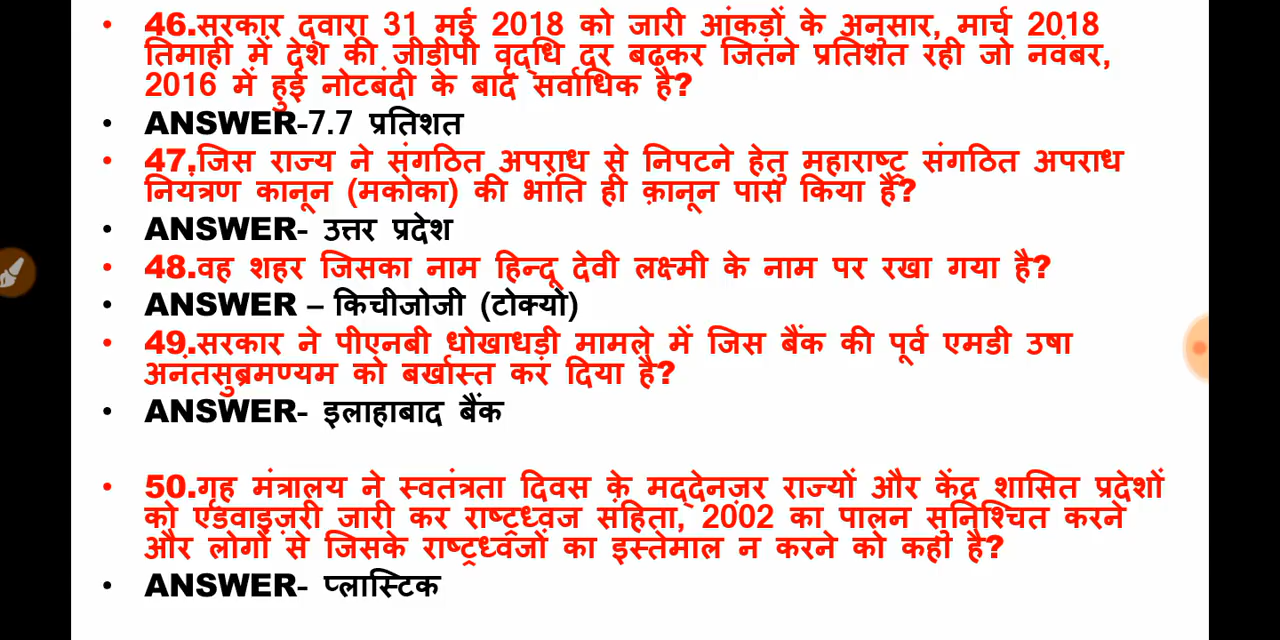 46.सरकार द्वारा 31 मई 2018 को जारी आंकड़ों के अनुसार, मार्च 2018
तिमाही में देश की जीडीपी वृद्धि दर बढ़कर जितने प्रतिशत रही जो नवंबर,
2016 में हुई नोटबंदी के बाद सर्वाधिक है?
ANSWER-7.7 प्रतिशत
47.जिस राज्य ने संगठित अपराध से निपटने हेतु महाराष्ट्र संगठित अपराध
नियंत्रण कानून (मकोका) की भांति ही क़ानून पास किया है?
ANSWER- उत्तर प्रदेश
48.वह शहर जिसका नाम हिन्दू देवी लक्ष्मी के नाम पर रखा गया है?
ANSWER – किचीजोजी (टोक्यो)
49.सरकार ने पीएनबी धोखाधड़ी मामले में जिस बैंक की पूर्व एमडी उषा
अनंतसुब्रमण्यम को बर्खास्त कर दिया है?
ANSWER- इलाहाबाद बैंक
50.गृह मंत्रालय ने स्वतंत्रता दिवस के मद्देनज़र राज्यों और केंद्र शासित प्रदेशों
को एडवाइज़री जारी कर राष्ट्रध्वज संहिता, 2002 का पालन सुनिश्चित करने
और लोगों से जिसके राष्ट्रध्वजों का इस्तेमाल न करने को कहा है?
ANSWER- प्लास्टिक